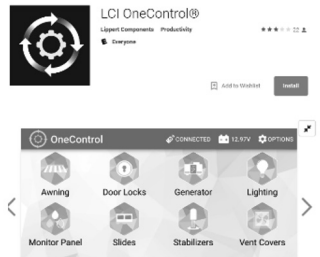 LCI OneControl®
Lippert Components Productivity
Everyone
Add to Wishlist
Install
OneControl
CONNECTED 12.97V OPTIONS
Awning Door Locks Generator Lighting
Monitor Panel Slides Stabilizers Vent Covers